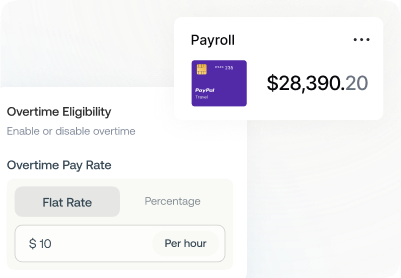 Payroll
**** 236
PayPal
Travel
$28,390.20
Overtime Eligibility
Enable or disable overtime
Overtime Pay Rate
Flat Rate
Percentage
$ 10
Per hour